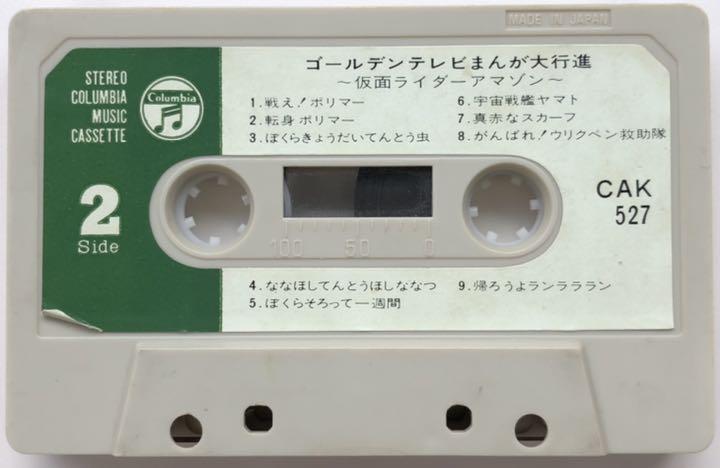 MADE IN JAPAN
STEREO
COLUMBIA
MUSIC
CASSETTE
Columbia
ゴールデンテレビまんが大行進
～仮面ライダーアマゾン～
1.戦え!ポリマー
2.転身ポリマー
3.ぼくらきょうだいてんとう虫
6.宇宙戦艦ヤマト
7.真赤なスカーフ
8.がんばれ!ウリクペン救助隊
2
Side
CAK
527
100 50 0
4.ななほしてんとうほしななつ
5.ぼくらそろって一週間
9.帰ろうよランラララン